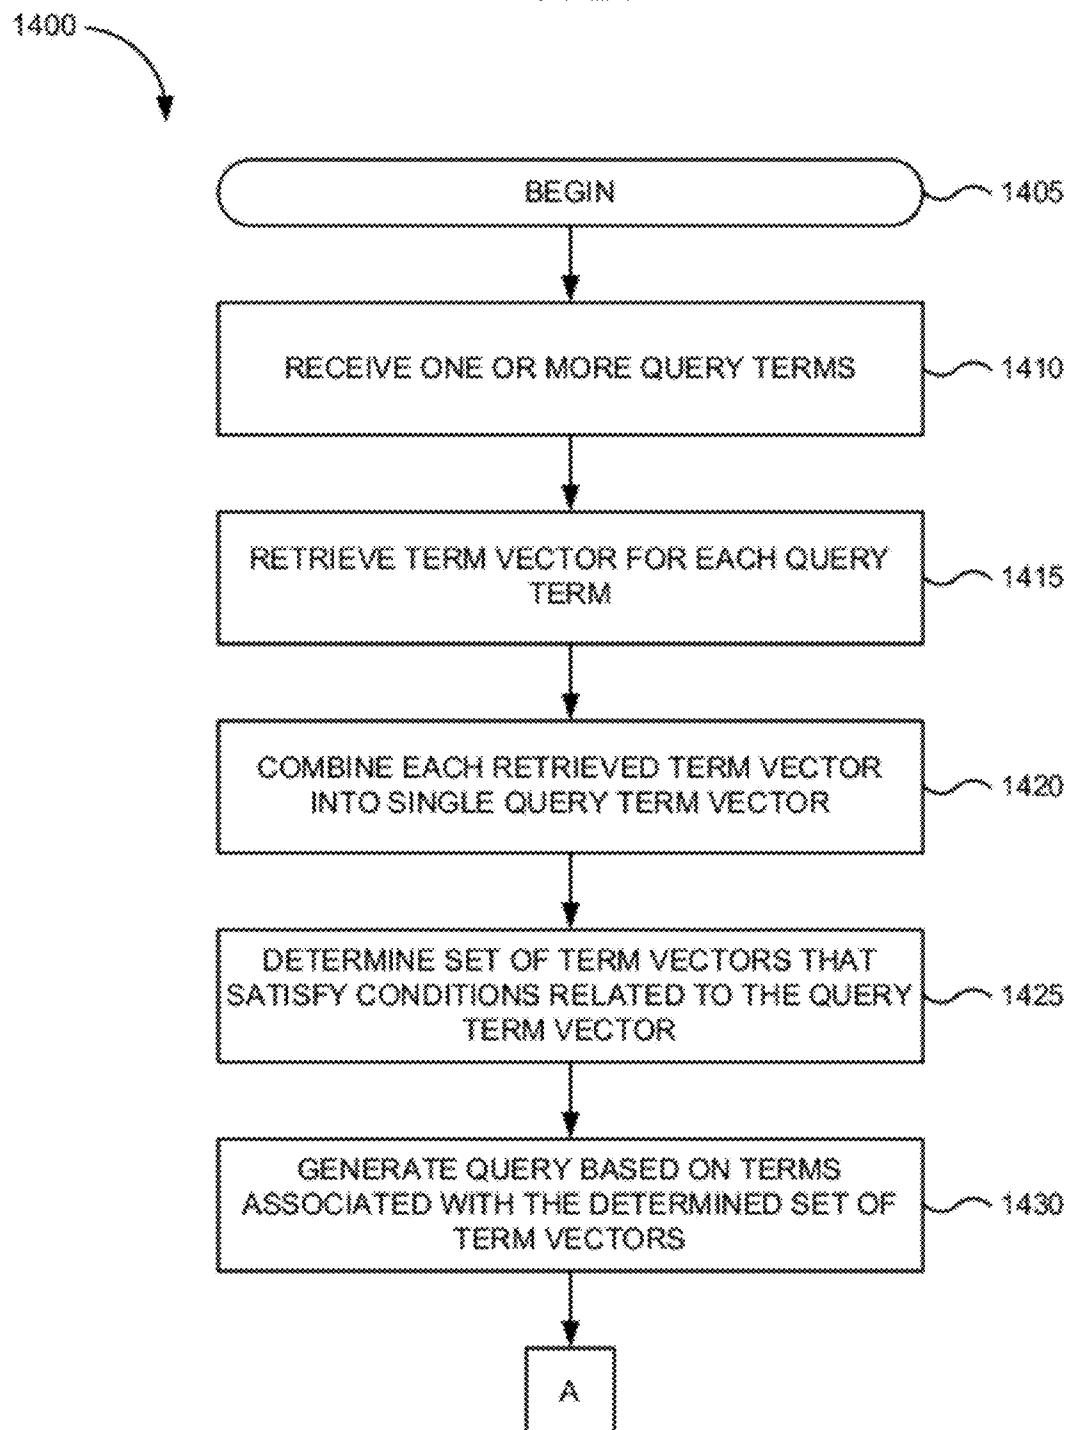 1400
BEGIN
1405
RECEIVE ONE OR MORE QUERY TERMS
1410
RETRIEVE TERM VECTOR FOR EACH QUERY
TERM
1415
COMBINE EACH RETRIEVED TERM VECTOR
INTO SINGLE QUERY TERM VECTOR
1420
DETERMINE SET OF TERM VECTORS THAT
SATISFY CONDITIONS RELATED TO THE QUERY
TERM VECTOR
1425
GENERATE QUERY BASED ON TERMS
ASSOCIATED WITH THE DETERMINED SET OF
TERM VECTORS
1430
A